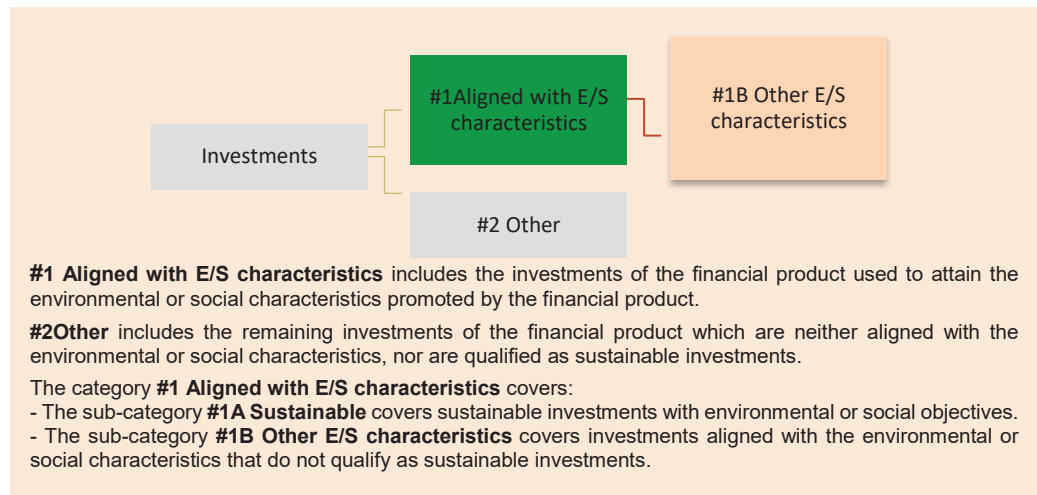 #1Aligned with E/S
characteristics
#1B Other E/S
characteristics
Investments
#2 Other
#1 Aligned with E/S characteristics includes the investments of the financial product used to attain the
environmental or social characteristics promoted by the financial product.
#2Other includes the remaining investments of the financial product which are neither aligned with the
environmental or social characteristics, nor are qualified as sustainable investments.
The category #1 Aligned with E/S characteristics covers:
- The sub-category #1A Sustainable covers sustainable investments with environmental or social objectives.
- The sub-category #1B Other E/S characteristics covers investments aligned with the environmental or
social characteristics that do not qualify as sustainable investments.